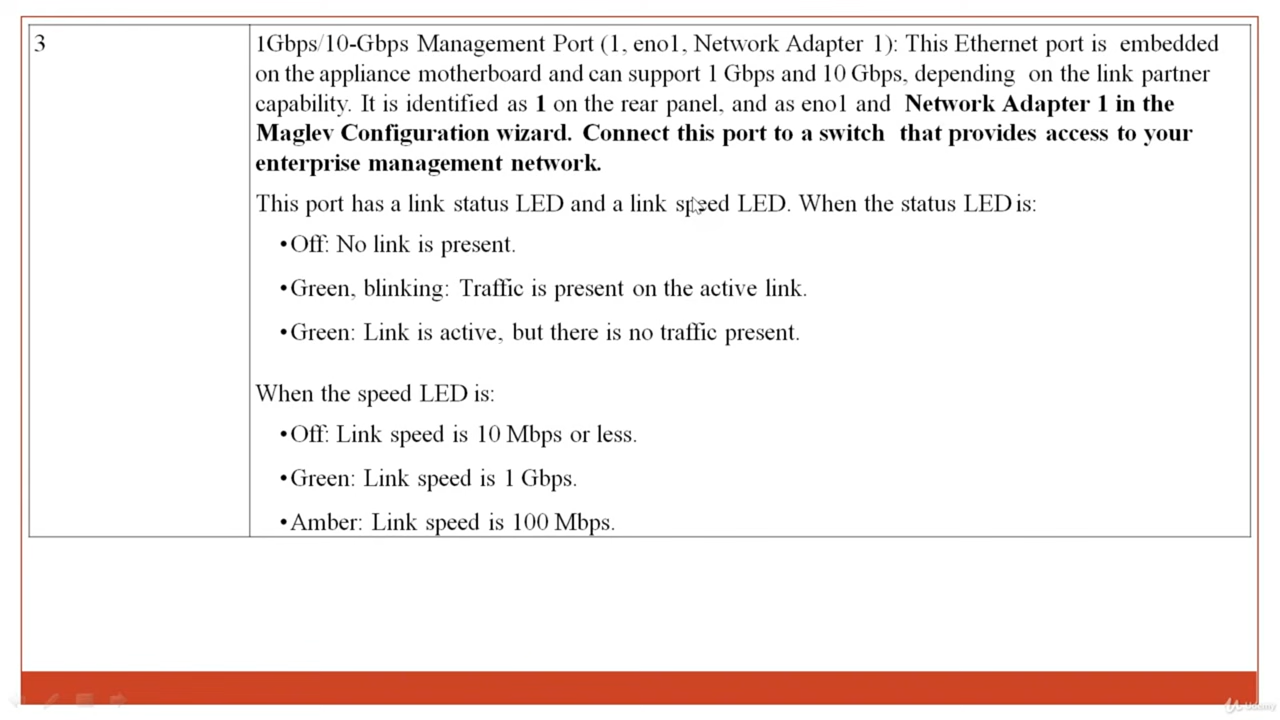 3
1Gbps/10-Gbps Management Port (1, eno1, Network Adapter 1): This Ethernet port is embedded
on the appliance motherboard and can support 1 Gbps and 10 Gbps, depending on the link partner
capability. It is identified as 1 on the rear panel, and as eno1 and Network Adapter 1 in the
Maglev Configuration wizard. Connect this port to a switch that provides access to your
enterprise management network.
This port has a link status LED and a link speed LED. When the status LED is:
•Off: No link is present.
•Green, blinking: Traffic is present on the active link.
•Green: Link is active, but there is no traffic present.
When the speed LED is:
•Off: Link speed is 10 Mbps or less.
•Green: Link speed is 1 Gbps.
•Amber: Link speed is 100 Mbps.
Udemy